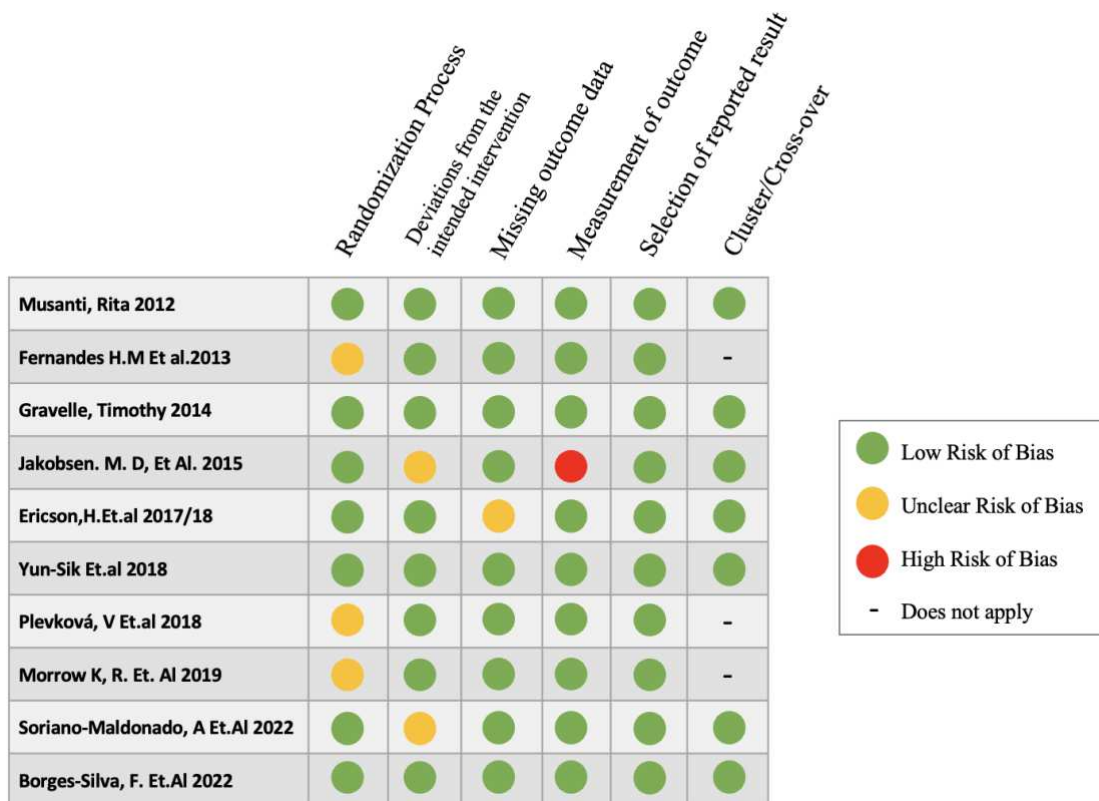 Randomization Process
Deviations from the
intended intervention
Missing outcome data
Measurement of outcome
Selection of reported result
Cluster/Cross-over
Musanti, Rita 2012
Fernandes H.M Et al.2013
-
Gravelle, Timothy 2014
Jakobsen. M. D, Et Al. 2015
Ericson,H.Et.al 2017/18
Yun-Sik Et.al 2018
Plevková, V Et.al 2018
-
Morrow K, R. Et. Al 2019
-
Soriano-Maldonado, A Et.Al 2022
Borges-Silva, F. Et.Al 2022
Low Risk of Bias
Unclear Risk of Bias
High Risk of Bias
- Does not apply